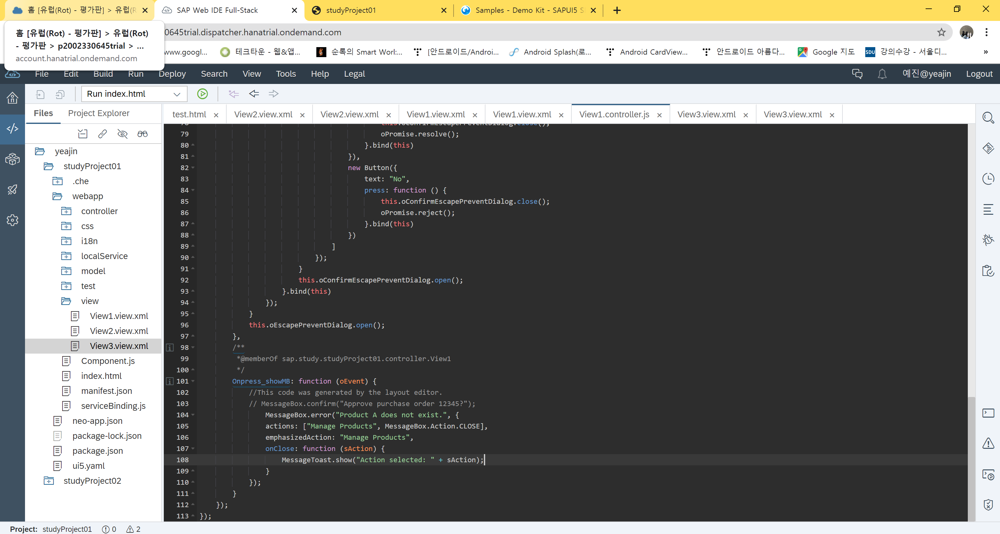 홈 [유럽(Rot) - 평가판] > 유럽(R
SAP Web IDE Full-Stack
studyProject01
Samples - Demo Kit - SAPUI5 S
홈 [유럽(Rot) - 평가판] > 유럽(Rot)
- 평가판 > p2002330645trial > ...
account.hanatrial.ondemand.com
0645trial.dispatcher.hanatrial.ondemand.com
www.googl...
테크타운 - 웹&앱...
순록의 Smart Worl:...
[안드로이드/Androi...
Android Splash(로...
Android CardView...
안드로이드 아름다...
Google 지도
SDU
강의수강 - 서울디...
»
File Edit Build Run Deploy Search View Tools Help Legal
예진@yeajin
Logout
Run index.html
Files
Project Explorer
test.html
View2.view.xml
View2.view.xml
View1.view.xml
View1.view.xml
View1.controller.js
View3.view.xml
View3.view.xml
yeajin
studyProject01
.che
webapp
controller
css
i18n
localService
model
test
view
View1.view.xml
View2.view.xml
View3.view.xml
Component.js
index.html
manifest.json
serviceBinding.js
neo-app.json
package-lock.json
package.json
ui5.yaml
studyProject02
78 this.oConfirmEscapePreventDialog.close();
79 oPromise.resolve();
80 }.bind(this)
81 }),
82 new Button({
83 text: "No",
84 press: function () {
85 this.oConfirmEscapePreventDialog.close();
86 oPromise.reject();
87 }.bind(this)
88 })
89 ]
90 });
91 }
92 this.oConfirmEscapePreventDialog.open();
93 }.bind(this)
94 });
95 }
96 this.oEscapePreventDialog.open();
97 },
98 /**
99 *@memberOf sap.study.studyProject01.controller.View1
100 */
101 Onpress_showMB: function (oEvent) {
102 //This code was generated by the layout editor.
103 // MessageBox.confirm("Approve purchase order 12345?");
104 MessageBox.error("Product A does not exist.", {
105 actions: ["Manage Products", MessageBox.Action.CLOSE],
106 emphasizedAction: "Manage Products",
107 onClose: function (sAction) {
108 MessageToast.show("Action selected: " + sAction);
109 }
110 });
111 }
112 });
113 });
Project: studyProject01 0 2